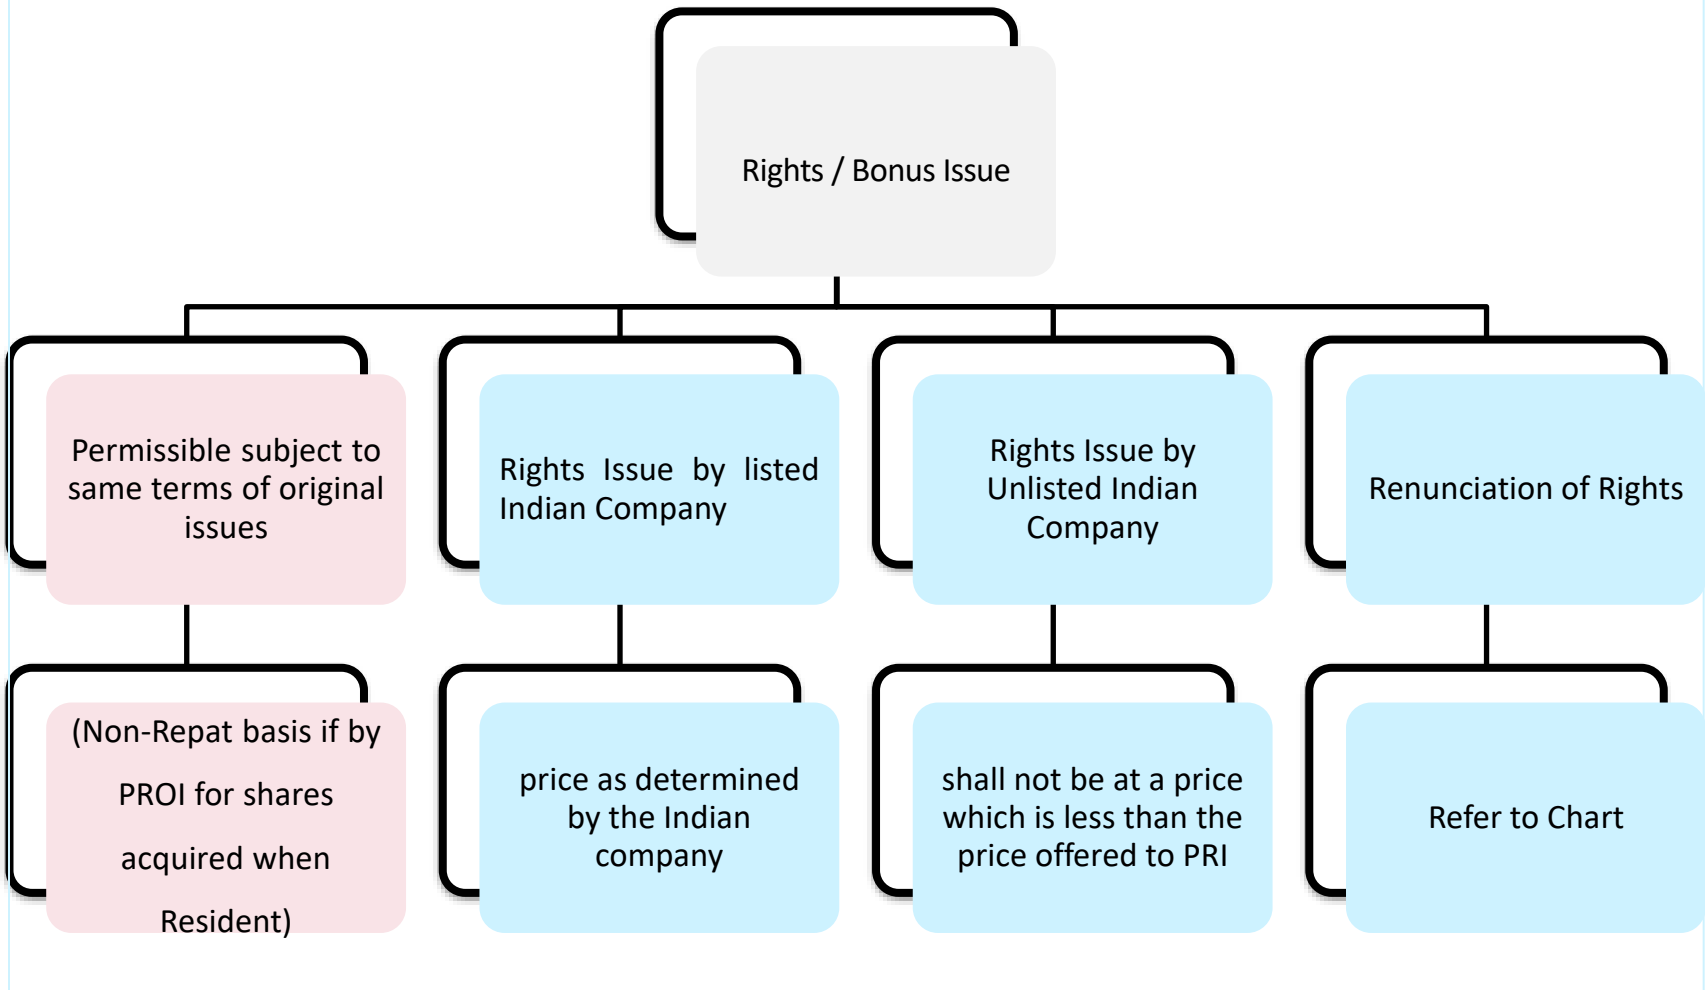 Rights / Bonus Issue
Permissible subject to
same terms of original
issues
Rights Issue by listed
Indian Company
Rights Issue by
Unlisted Indian
Company
Renunciation of Rights
(Non-Repat basis if by
PROI for shares
acquired when
Resident)
price as determined
by the Indian
company
shall not be at a price
which is less than the
price offered to PRI
Refer to Chart